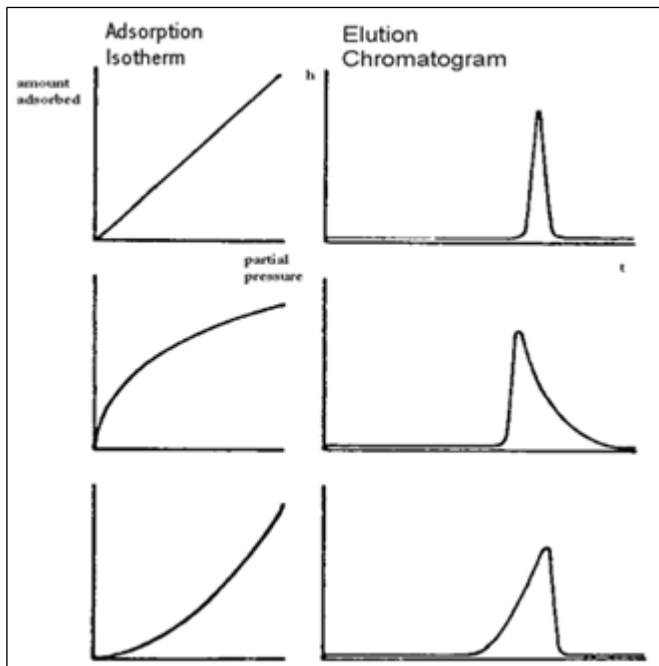 Adsorption
Isotherm
Elution
Chromatogram
amount
adsorbed
h
partial
pressure
t